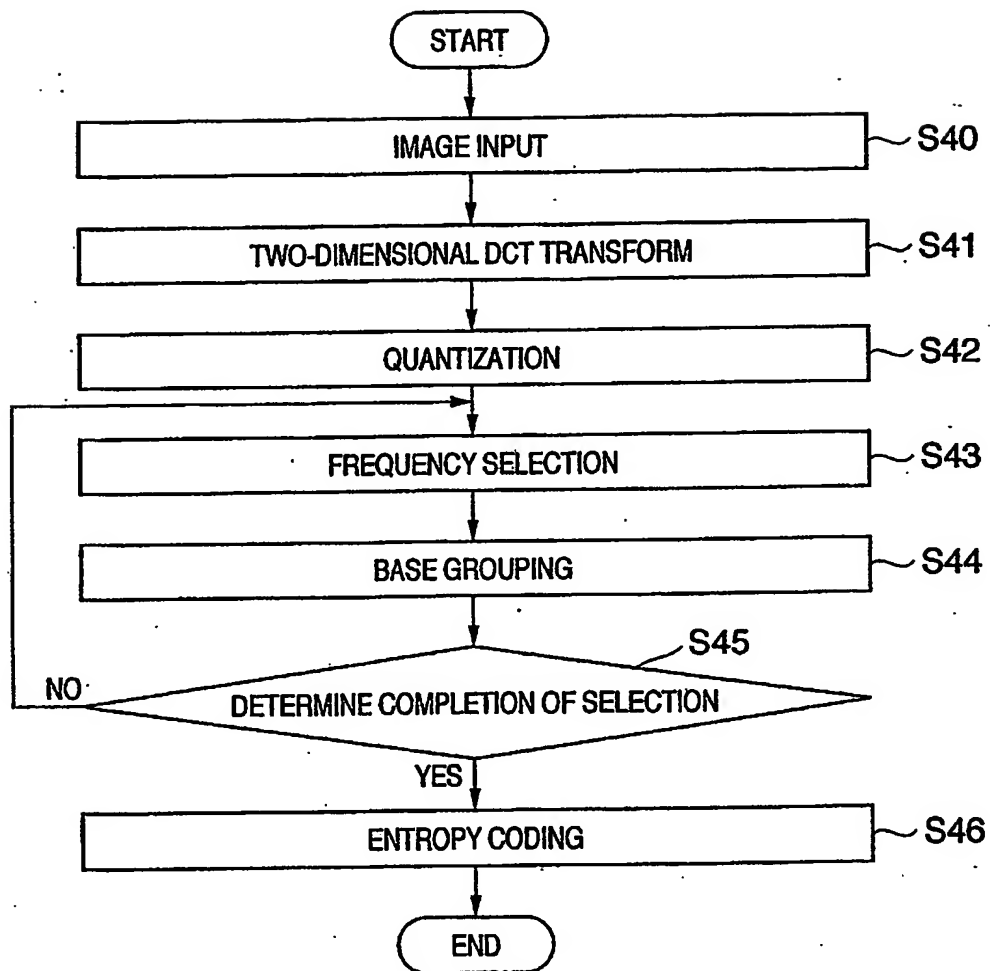 START
IMAGE INPUT
S40
TWO-DIMENSIONAL DCT TRANSFORM
S41
QUANTIZATION
S42
FREQUENCY SELECTION
S43
BASE GROUPING
S44
S45
NO
DETERMINE COMPLETION OF SELECTION
YES
ENTROPY CODING
S46
END